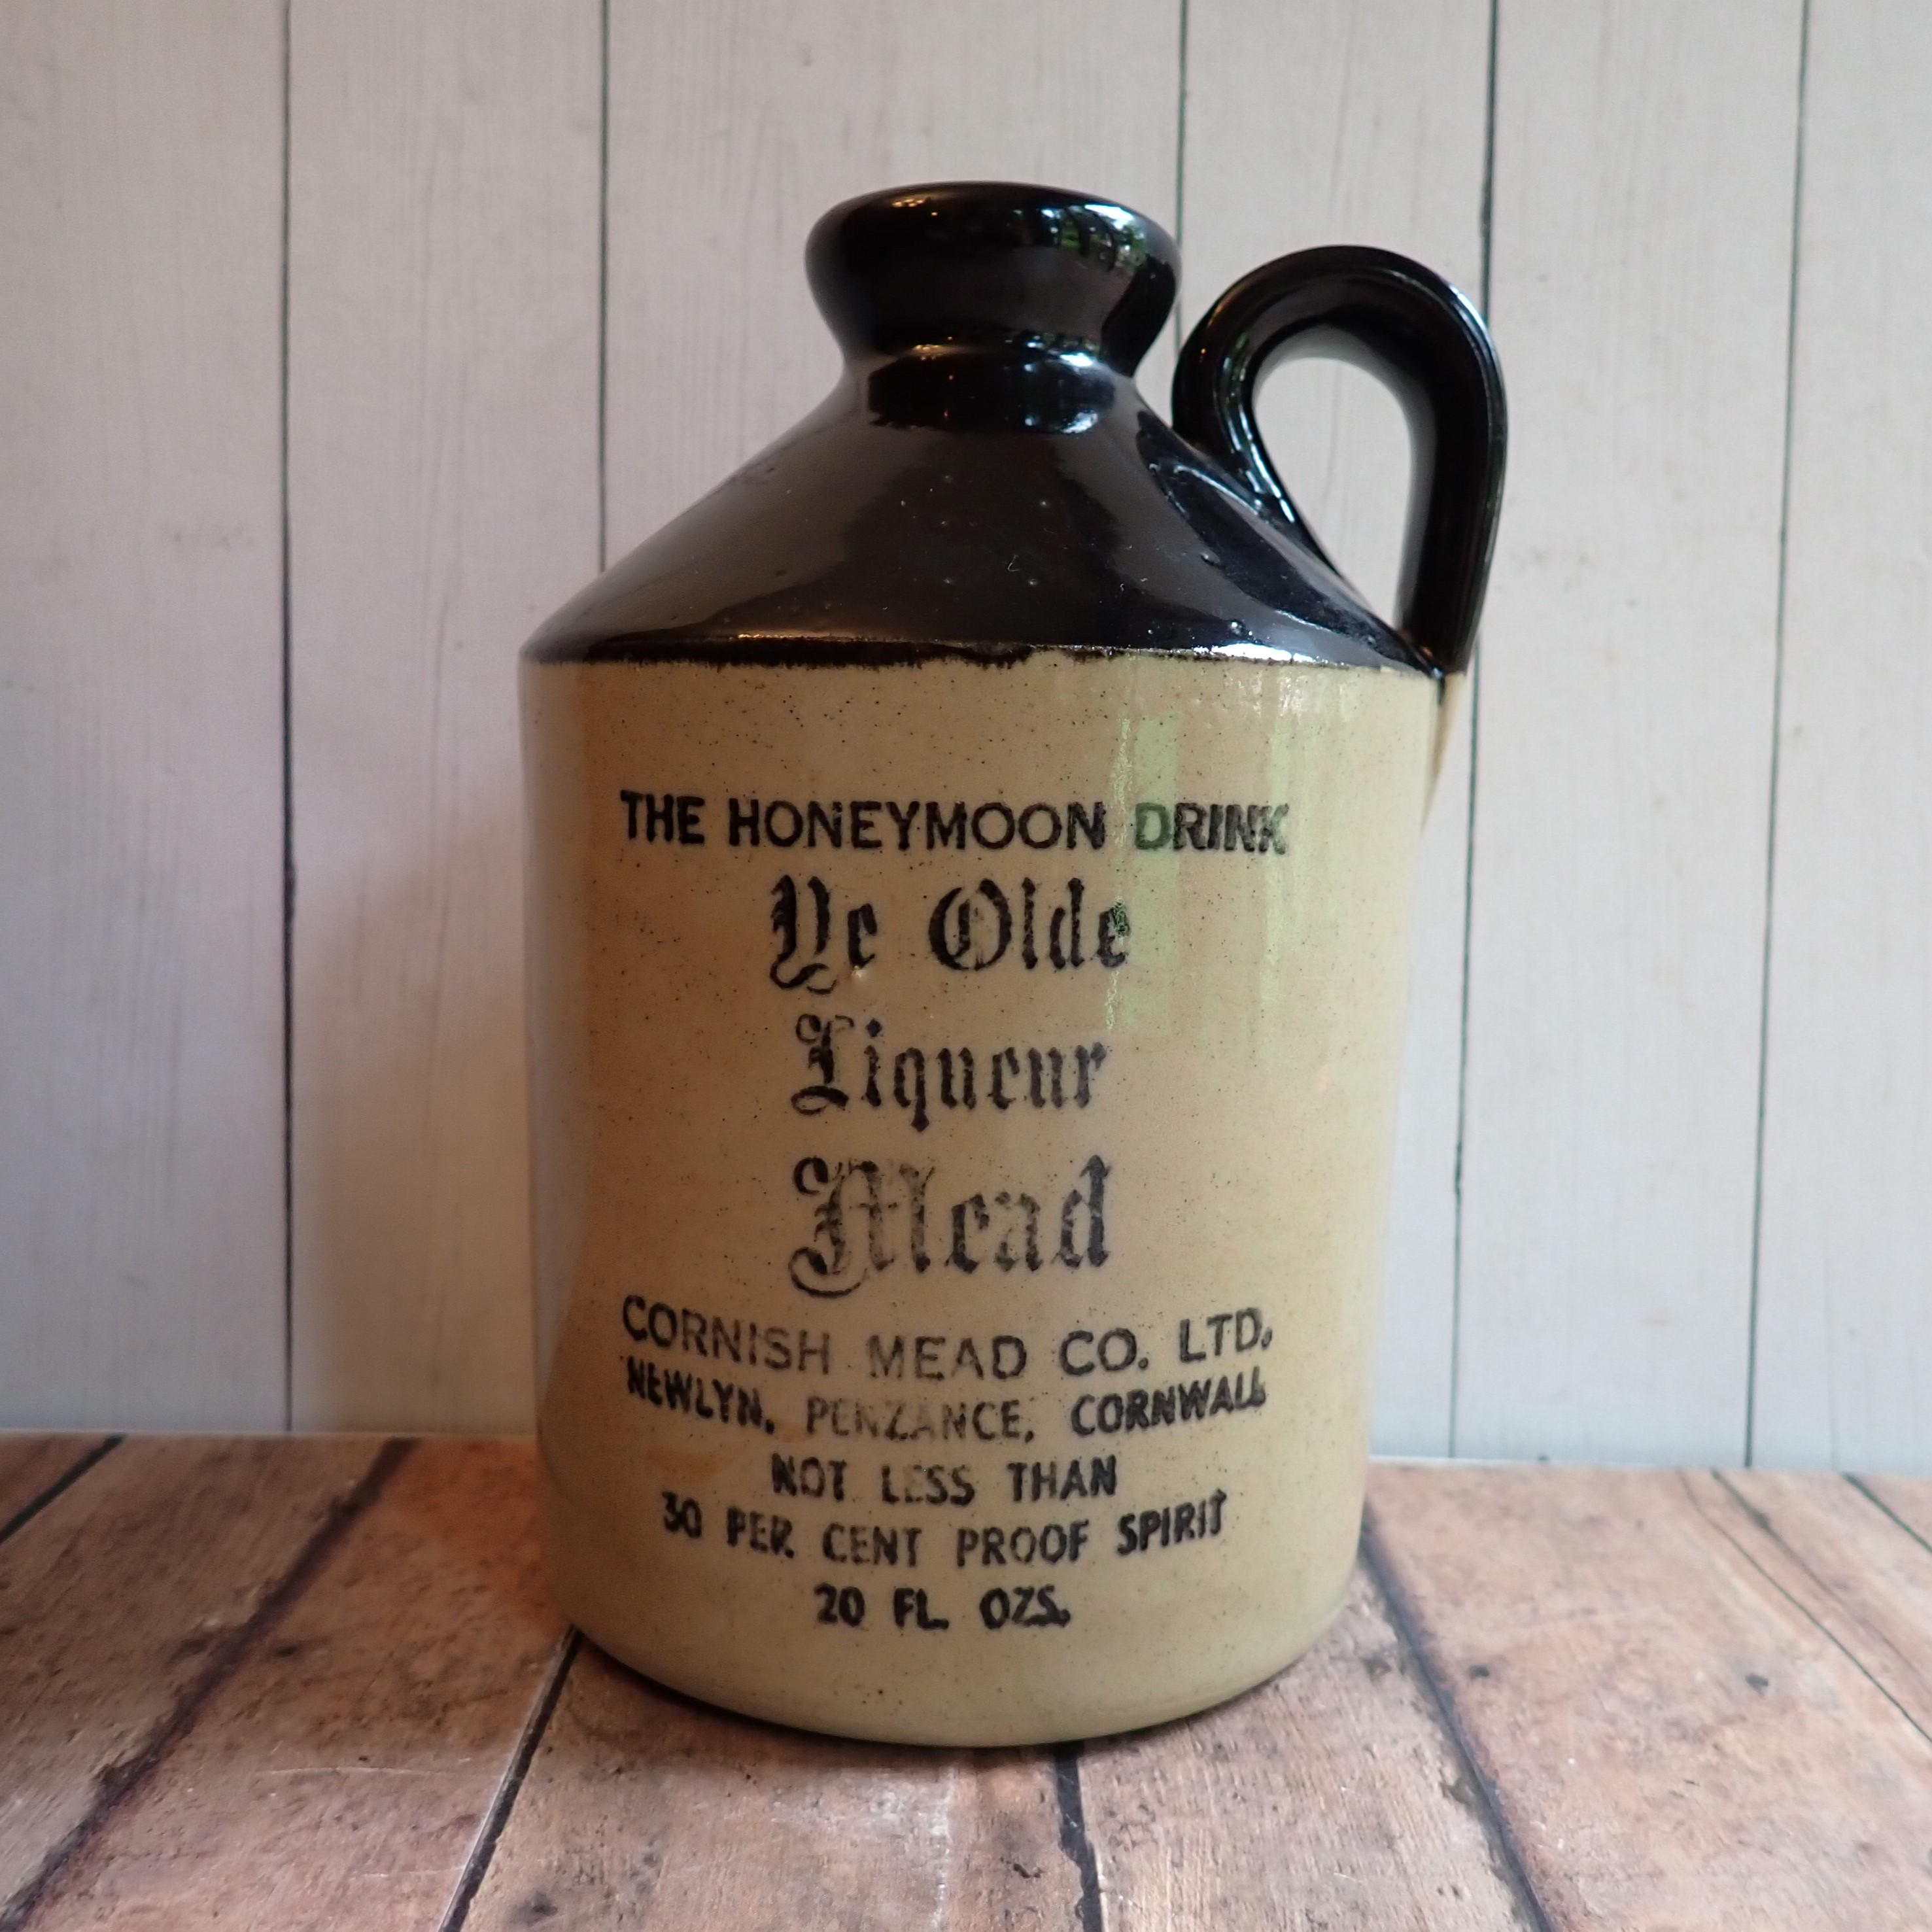 THE HONEYMOON DRINK
Ye Olde
Liqueur
Mead
CORNISH MEAD CO. LTD.
NEWLYN, PENZANCE, CORNWALL
NOT LESS THAN
30 PER CENT PROOF SPIRIT
20 FL. OZS.